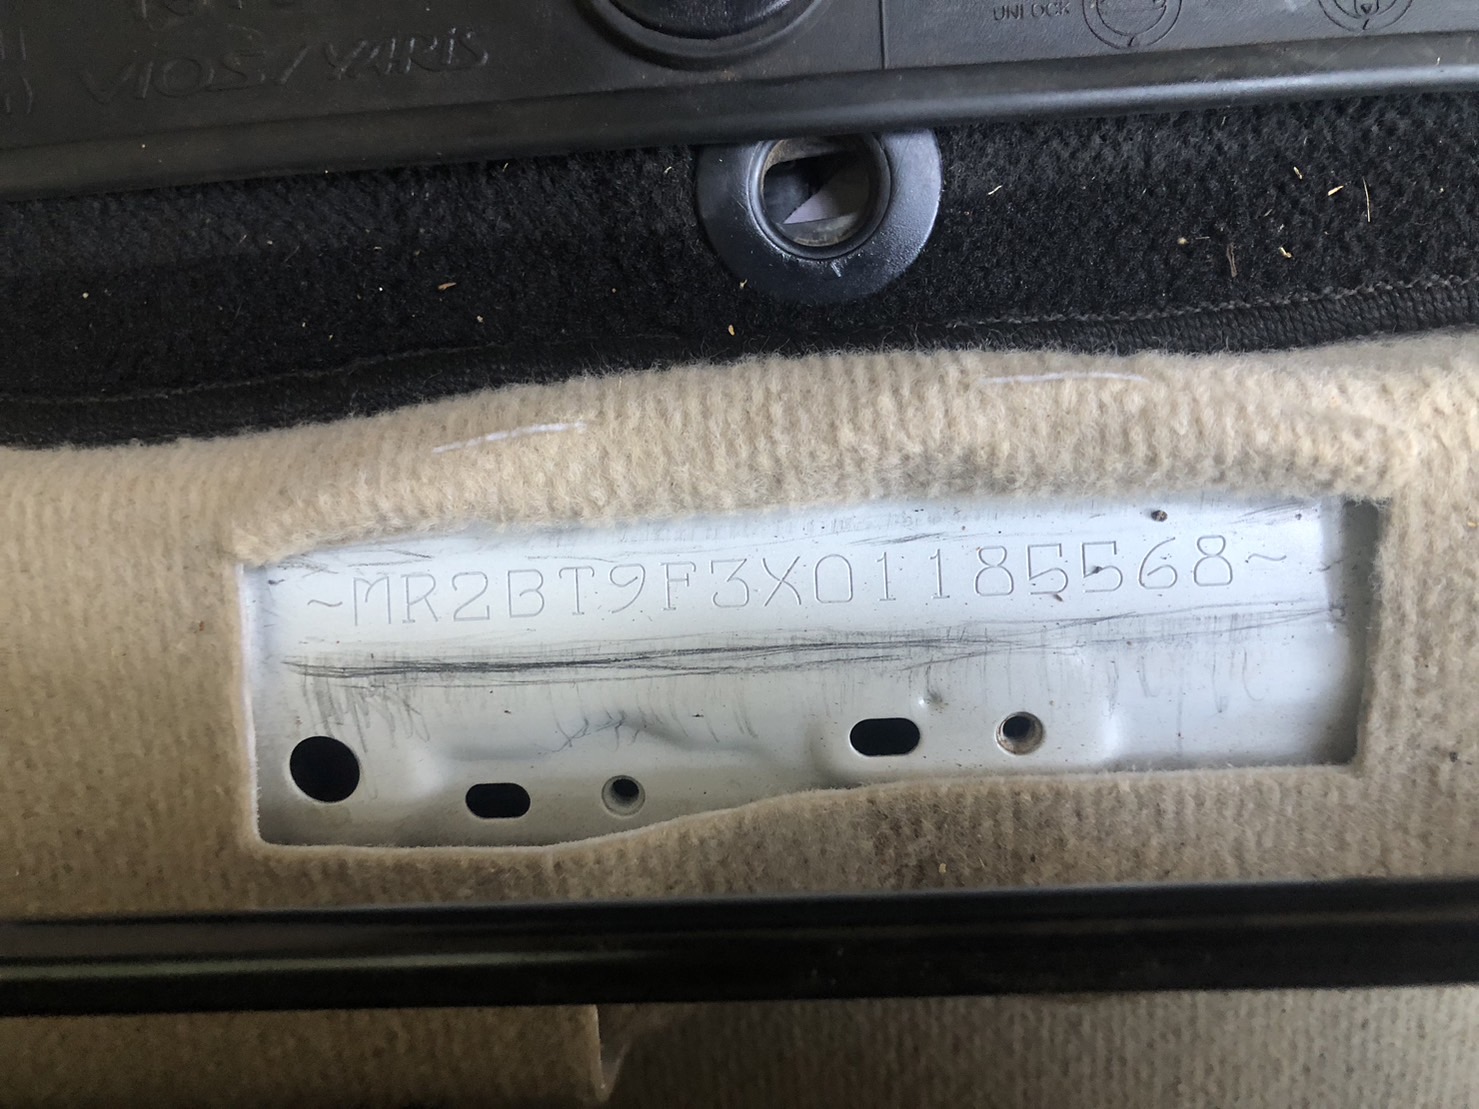 VIOS/YARIS
UNLOCK
~MR2BT9F3X01185568~